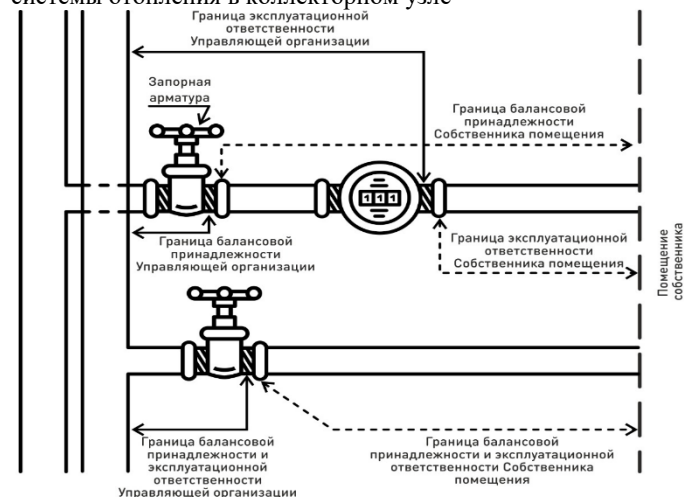 системы отопления в коллекторном узле
Граница эксплуатационной
ответственности
Управляющей организации
Запорная
арматура
Граница балансовой
принадлежности
Собственника помещения
111
Граница балансовой
принадлежности
Управляющей организации
Граница эксплуатационной
ответственности
Собственника помещения
Помещение
собственника
Граница балансовой
принадлежности и
эксплуатационной
ответственности
Управляющей организации
Граница балансовой
принадлежности и эксплуатационной
ответственности Собственника
помещения